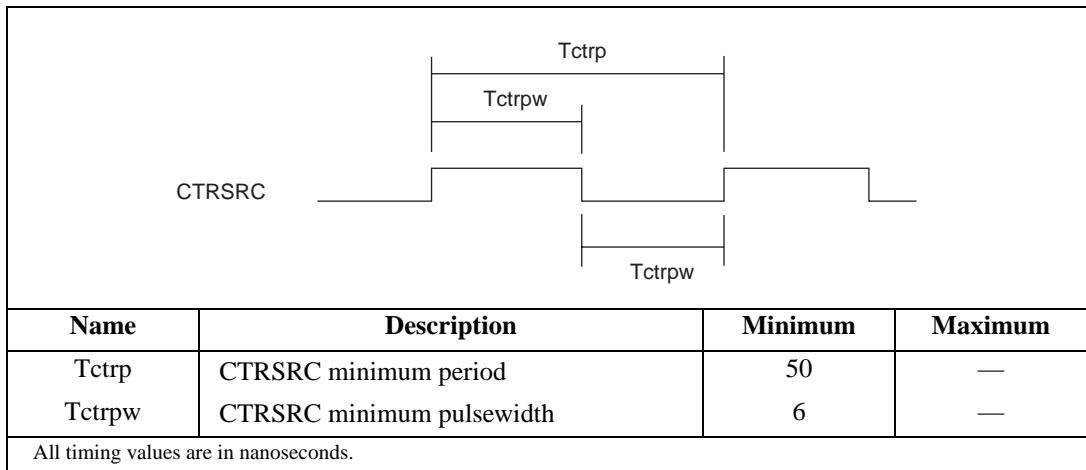 Tctrp
Tctrpw
CTRSRC
Tctrpw
Name Description Minimum Maximum
Tctrp CTRSRC minimum period 50 —
Tctrpw CTRSRC minimum pulsewidth 6 —
All timing values are in nanoseconds.